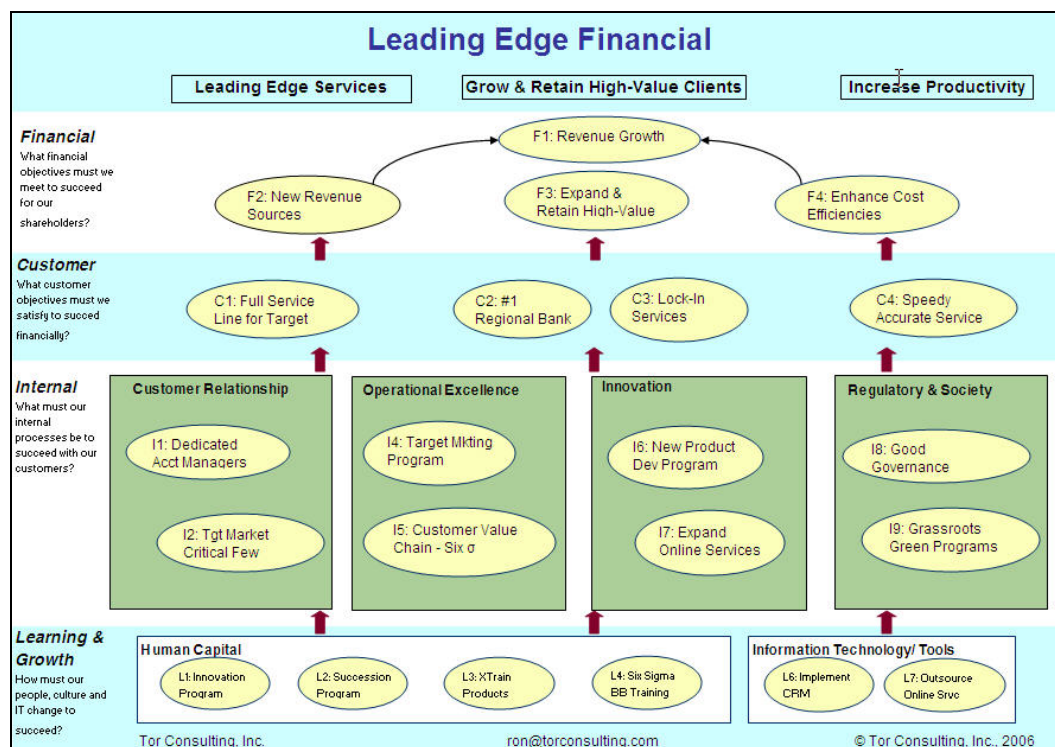 Leading Edge Financial
Leading Edge Services
Grow & Retain High-Value Clients
Increase Productivity
Financial
What financial
objectives must we
meet to succeed
for our
shareholders?
F1: Revenue Growth
F2: New Revenue
Sources
F3: Expand &
Retain High-Value
F4: Enhance Cost
Efficiencies
Customer
What customer
objectives must we
satisfy to succed
financially?
C1: Full Service
Line for Target
C2: #1
Regional Bank
C3: Lock-In
Services
C4: Speedy
Accurate Service
Internal
What must our
internal
processes be to
succeed with our
customers?
Customer Relationship
I1: Dedicated
Acct Managers
I2: Tgt Market
Critical Few
Operational Excellence
I4: Target Mkting
Program
I5: Customer Value
Chain - Six σ
Innovation
I6: New Product
Dev Program
I7: Expand
Online Services
Regulatory & Society
I8: Good
Governance
I9: Grassroots
Green Programs
Learning &
Growth
How must our
people, culture and
IT change to
succeed?
Human Capital
L1: Innovation
Program
L2: Succession
Program
L3: XTrain
Products
L4: Six Sigma
BB Training
Information Technology/ Tools
L6: Implement
CRM
L7: Outsource
Online Srvc
Tor Consulting, Inc.
ron@torconsulting.com
© Tor Consulting, Inc., 2006